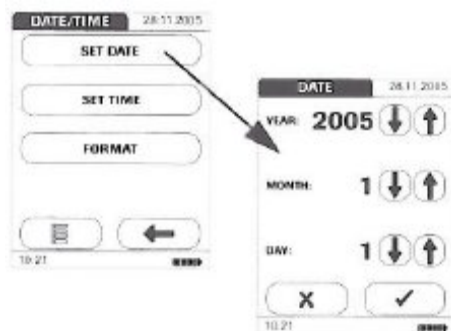 DATE/TIME 28.11.2005
SET DATE
SET TIME
FORMAT
10:21
DATE 28.11.2005
YEAR: 2005
MONTH: 1
DAY: 1
X ✓
10:21